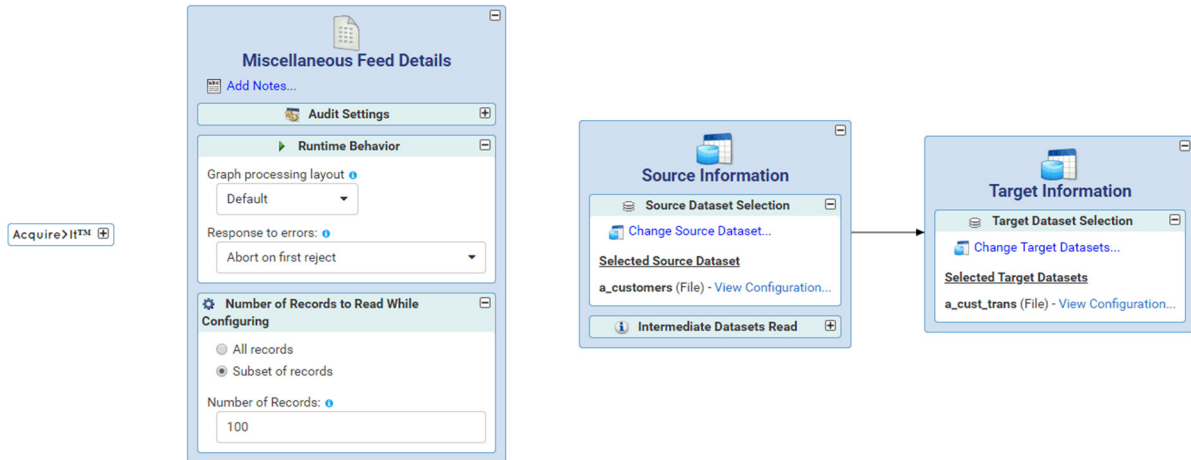 Acquire>It™
Miscellaneous Feed Details
Add Notes...
Audit Settings
Runtime Behavior
Graph processing layout
Default
Response to errors:
Abort on first reject
Number of Records to Read While
Configuring
All records
Subset of records
Number of Records:
100
Source Information
Source Dataset Selection
Change Source Dataset...
Selected Source Dataset
a_customers (File) - View Configuration...
Intermediate Datasets Read
Target Information
Target Dataset Selection
Change Target Datasets...
Selected Target Datasets
a_cust_trans (File) - View Configuration...